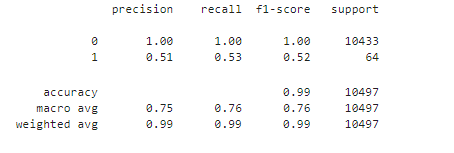 precision recall f1-score support
0 1.00 1.00 1.00 10433
1 0.51 0.53 0.52 64
accuracy 0.99 10497
macro avg 0.75 0.76 0.76 10497
weighted avg 0.99 0.99 0.99 10497